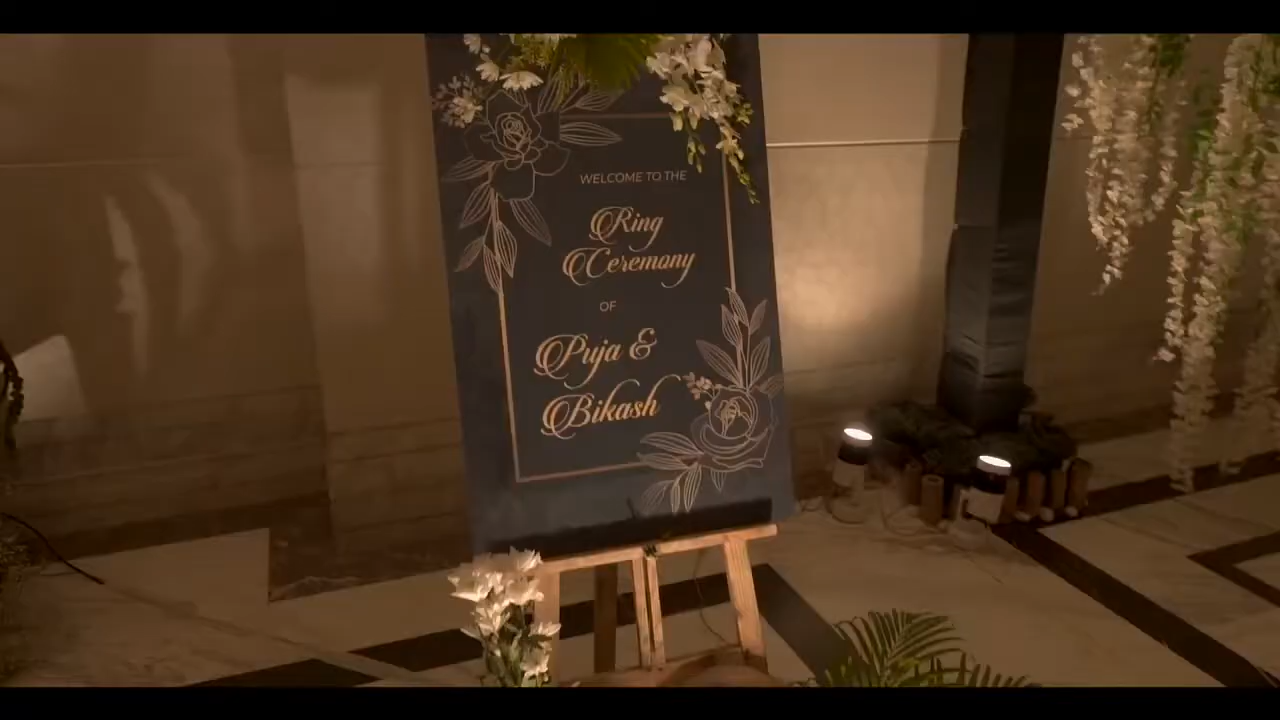 WELCOME TO THE
Ring
Ceremony
OF
Puja &
Bikash